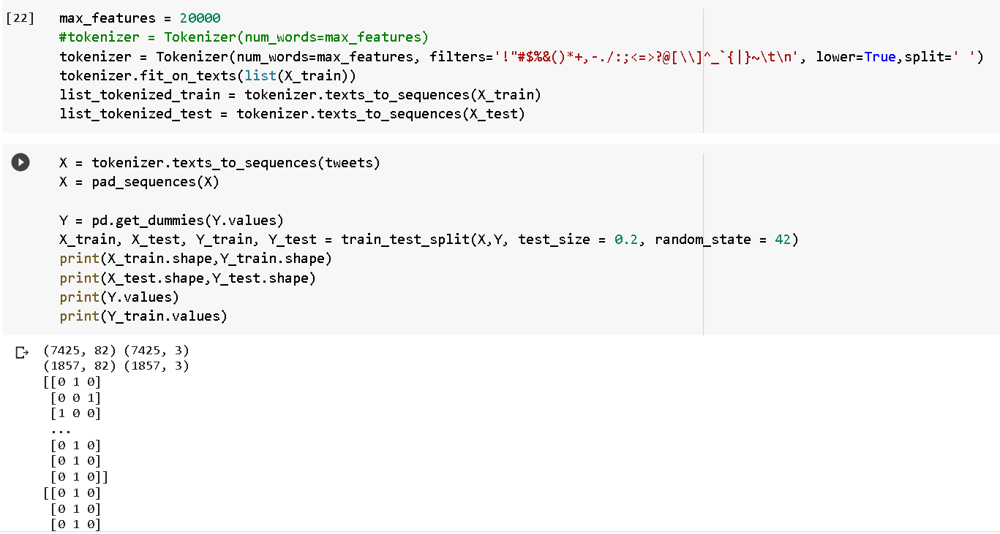 [22] max_features = 20000
#tokenizer = Tokenizer(num_words=max_features)
tokenizer = Tokenizer(num_words=max_features, filters='!"#$%&()*+,-./:;<=>?@[\\]^_`{|}~\t\n', lower=True,split=' ')
tokenizer.fit_on_texts(list(X_train))
list_tokenized_train = tokenizer.texts_to_sequences(X_train)
list_tokenized_test = tokenizer.texts_to_sequences(X_test)
X = tokenizer.texts_to_sequences(tweets)
X = pad_sequences(X)
Y = pd.get_dummies(Y.values)
X_train, X_test, Y_train, Y_test = train_test_split(X,Y, test_size = 0.2, random_state = 42)
print(X_train.shape,Y_train.shape)
print(X_test.shape,Y_test.shape)
print(Y.values)
print(Y_train.values)
(7425, 82) (7425, 3)
(1857, 82) (1857, 3)
[[0 1 0]
[0 0 1]
[1 0 0]
...
[0 1 0]
[0 1 0]
[0 1 0]]
[[0 1 0]
[0 1 0]
[0 1 0]